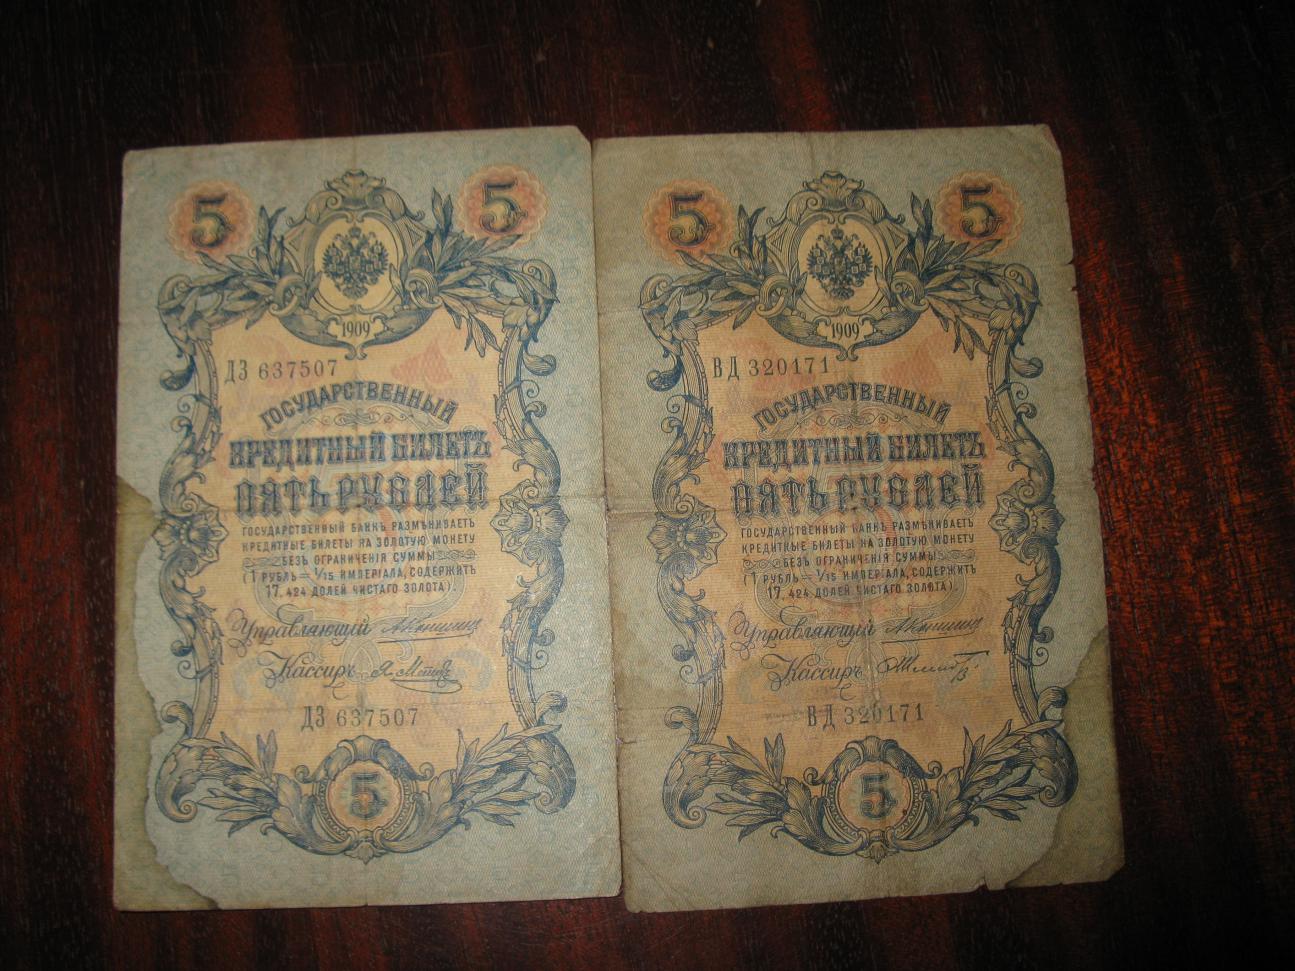 5 5
1909
ДЗ 637507
ГОСУДАРСТВЕННЫЙ
КРЕДИТНЫЙ БИЛЕТЪ
ПЯТЬ РУБЛЕЙ
ГОСУДАРСТВЕННЫЙ БАНКЪ РАЗМѢНИВАЕТЪ
КРЕДИТНЫЕ БИЛЕТЫ НА ЗОЛОТУЮ МОНЕТУ
БЕЗЪ ОГРАНИЧЕНІЯ СУММЫ
(1 РУБЛЬ = 1/15 ИМПЕРІАЛА, СОДЕРЖИТЪ
17,424 ДОЛЕЙ ЧИСТАГО ЗОЛОТА).
Управляющій
Кассиръ
ДЗ 637507
5
5 5
1909
ВД 320171
ГОСУДАРСТВЕННЫЙ
КРЕДИТНЫЙ БИЛЕТЪ
ПЯТЬ РУБЛЕЙ
ГОСУДАРСТВЕННЫЙ БАНКЪ РАЗМѢНИВАЕТЪ
КРЕДИТНЫЕ БИЛЕТЫ НА ЗОЛОТУЮ МОНЕТУ
БЕЗЪ ОГРАНИЧЕНІЯ СУММЫ
(1 РУБЛЬ = 1/15 ИМПЕРІАЛА, СОДЕРЖИТЪ
17,424 ДОЛЕЙ ЧИСТАГО ЗОЛОТА).
Управляющій
Кассиръ
ВД 320171
5